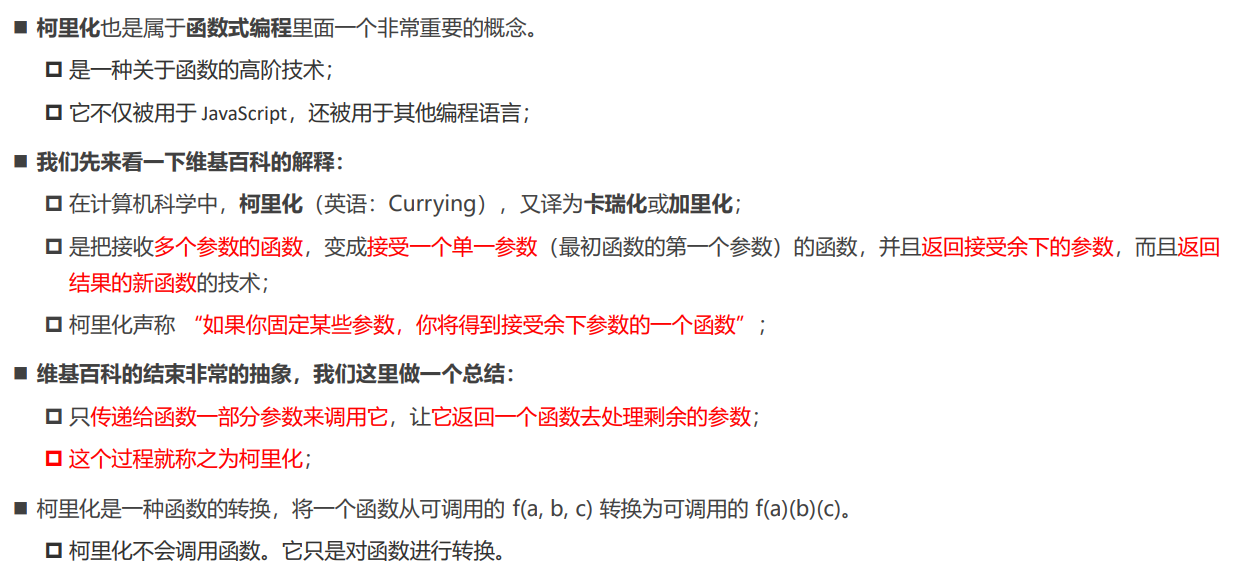 柯里化也是属于函数式编程里面一个非常重要的概念。
是一种关于函数的高阶技术；
它不仅被用于 JavaScript，还被用于其他编程语言；
我们先来看一下维基百科的解释：
在计算机科学中，柯里化（英语：Currying），又译为卡瑞化或加里化；
是把接收多个参数的函数，变成接受一个单一参数（最初函数的第一个参数）的函数，并且返回接受余下的参数，而且返回
结果的新函数的技术；
柯里化声称 “如果你固定某些参数，你将得到接受余下参数的一个函数”；
维基百科的结束非常的抽象，我们这里做一个总结：
只传递给函数一部分参数来调用它，让它返回一个函数去处理剩余的参数；
这个过程就称之为柯里化；
柯里化是一种函数的转换，将一个函数从可调用的 f(a, b, c) 转换为可调用的 f(a)(b)(c)。
柯里化不会调用函数。它只是对函数进行转换。